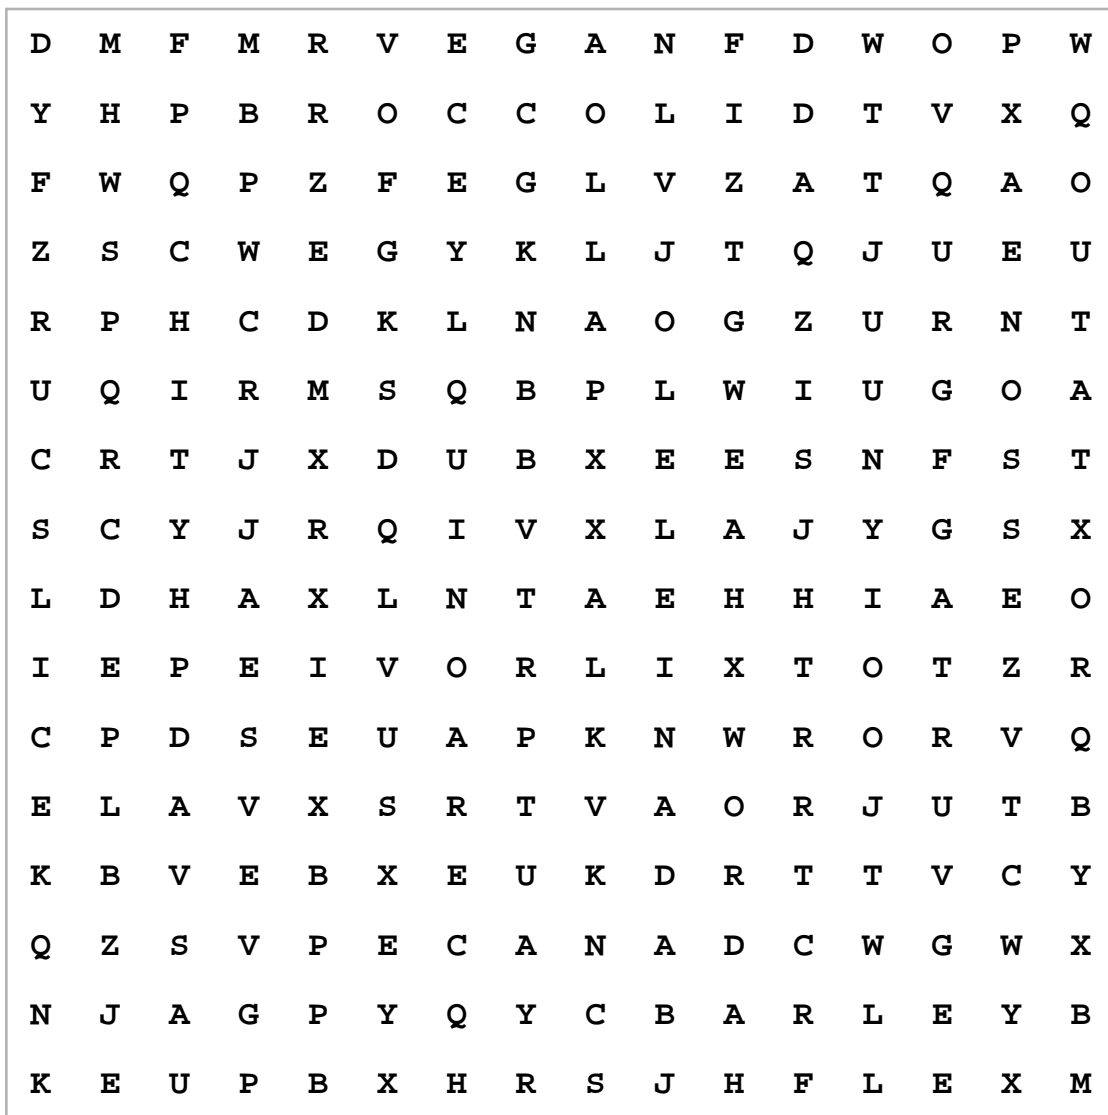 D M F M R V E G A N F D W O P W
Y H P B R O C C O L I D T V X Q
F W Q P Z F E G L V Z A T Q A O
Z S C W E G Y K L J T Q J U E U
R P H C D K L N A O G Z U R N T
U Q I R M S Q B P L W I U G O A
C R T J X D U B X E E S N F S T
S C Y J R Q I V X L A J Y G S X
L D H A X L N T A E H H I A E O
I E P E I V O R L I X T O T Z R
C P D S E U A P K N W R O R V Q
E L A V X S R T V A O R J U T B
K B V E B X E U K D R T T V C Y
Q Z S V P E C A N A D C W G W X
N J A G P Y Q Y C B A R L E Y B
K E U P B X H R S J H F L E X M